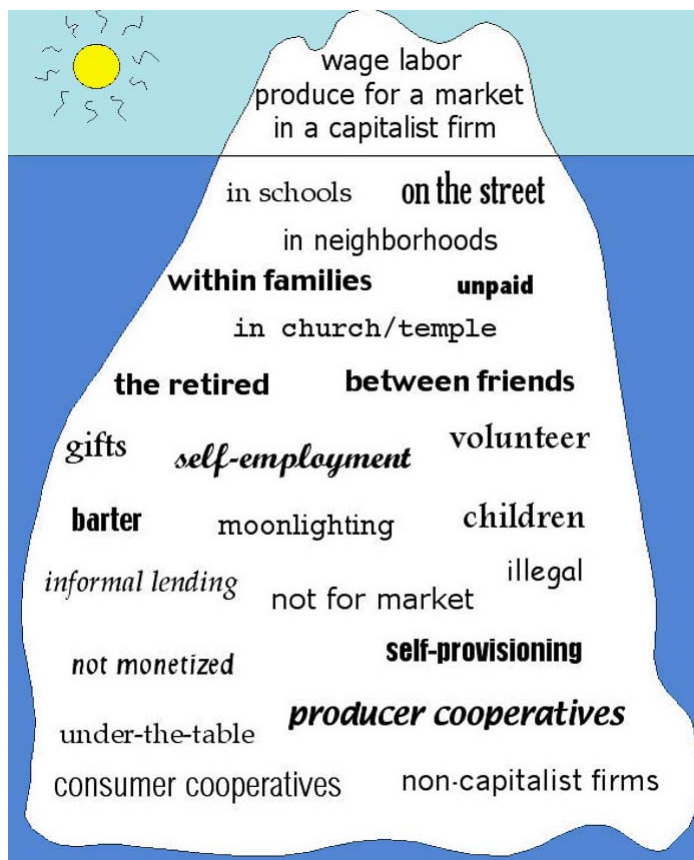 wage labor
produce for a market
in a capitalist firm
in schools on the street
in neighborhoods
within families unpaid
in church/temple
the retired between friends
gifts self-employment volunteer
barter moonlighting children
informal lending not for market illegal
not monetized self-provisioning
under-the-table producer cooperatives
consumer cooperatives non-capitalist firms